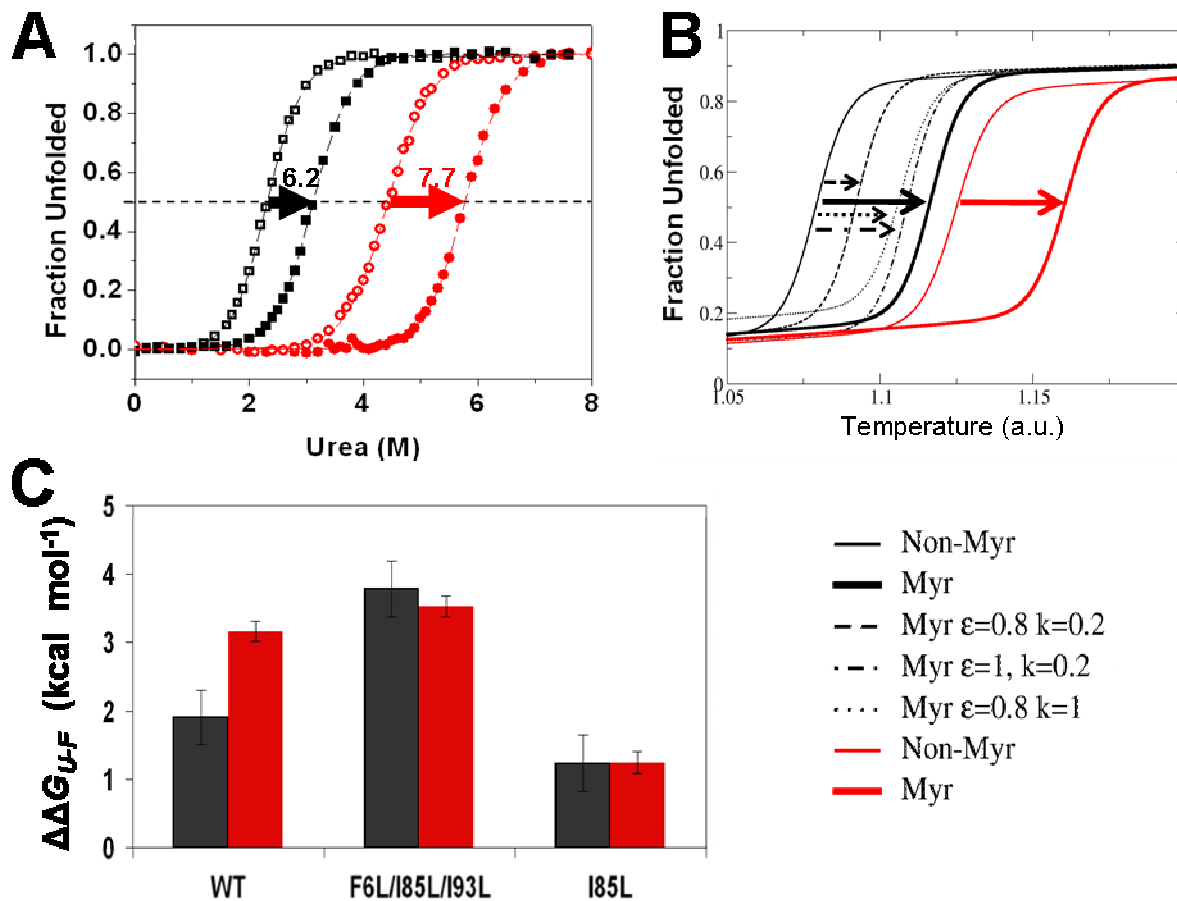 A
Fraction Unfolded
1.0
0.8
0.6
0.4
0.2
0.0
6.2
7.7
0
2
4
6
8
Urea (M)
B
Fraction Unfolded
1
0.8
0.6
0.4
0.2
0
1.05
1.1
1.15
Temperature (a.u.)
C
ΔΔG_U-F (kcal mol⁻¹)
5
4
3
2
1
0
WT
F6L/I85L/I93L
I85L
Non-Myr
Myr
Myr ε=0.8 k=0.2
Myr ε=1, k=0.2
Myr ε=0.8 k=1
Non-Myr
Myr